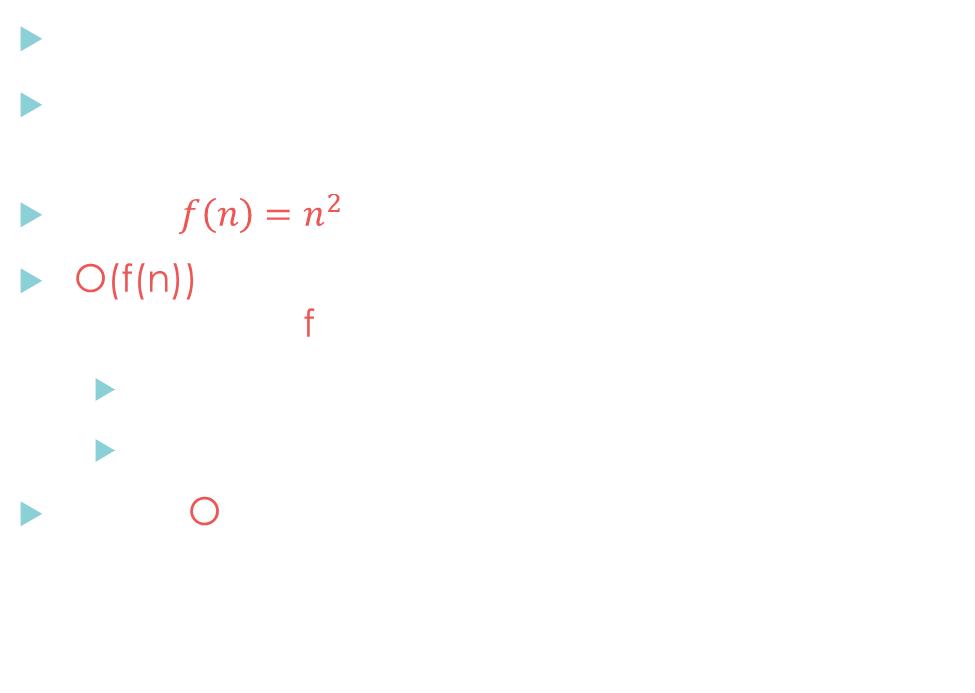 f(n) = n²
O(f(n))
f
O